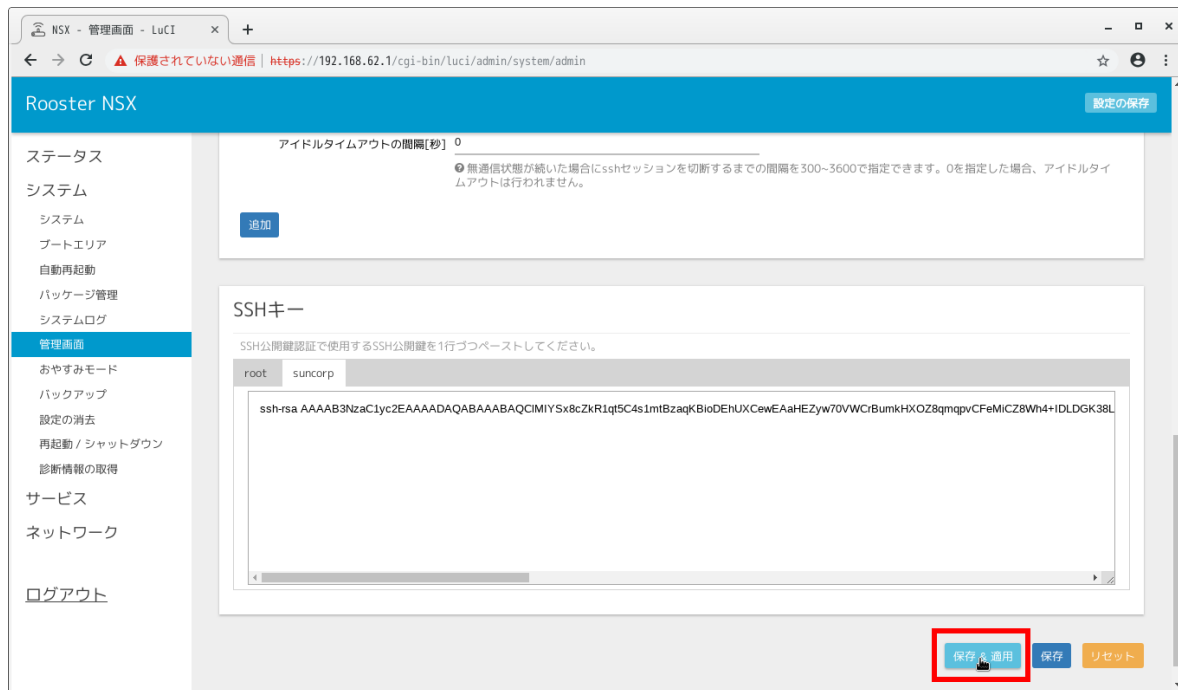 NSX - 管理画面 - LuCI
保護されていない通信 | https://192.168.62.1/cgi-bin/luci/admin/system/admin
Rooster NSX
設定の保存
ステータス
システム
システム
ブートエリア
自動再起動
パッケージ管理
システムログ
管理画面
おやすみモード
バックアップ
設定の消去
再起動 / シャットダウン
診断情報の取得
サービス
ネットワーク
ログアウト
アイドルタイムアウトの間隔[秒] 0
無通信状態が続いた場合にsshセッションを切断するまでの間隔を300~3600で指定できます。0を指定した場合、アイドルタイ
ムアウトは行われません。
追加
SSHキー
SSH公開鍵認証で使用するSSH公開鍵を1行づつペーストしてください。
root suncorp
ssh-rsa AAAAB3NzaC1yc2EAAAADAQABAAABAQClMIYSx8cZkR1qt5C4s1mtBzaqKBioDEhUXCewEAaHEZyw70VWCrBumkHXOZ8qmqpvCFeMiCZ8Wh4+IDLDGK38L
保存 & 適用 保存 リセット